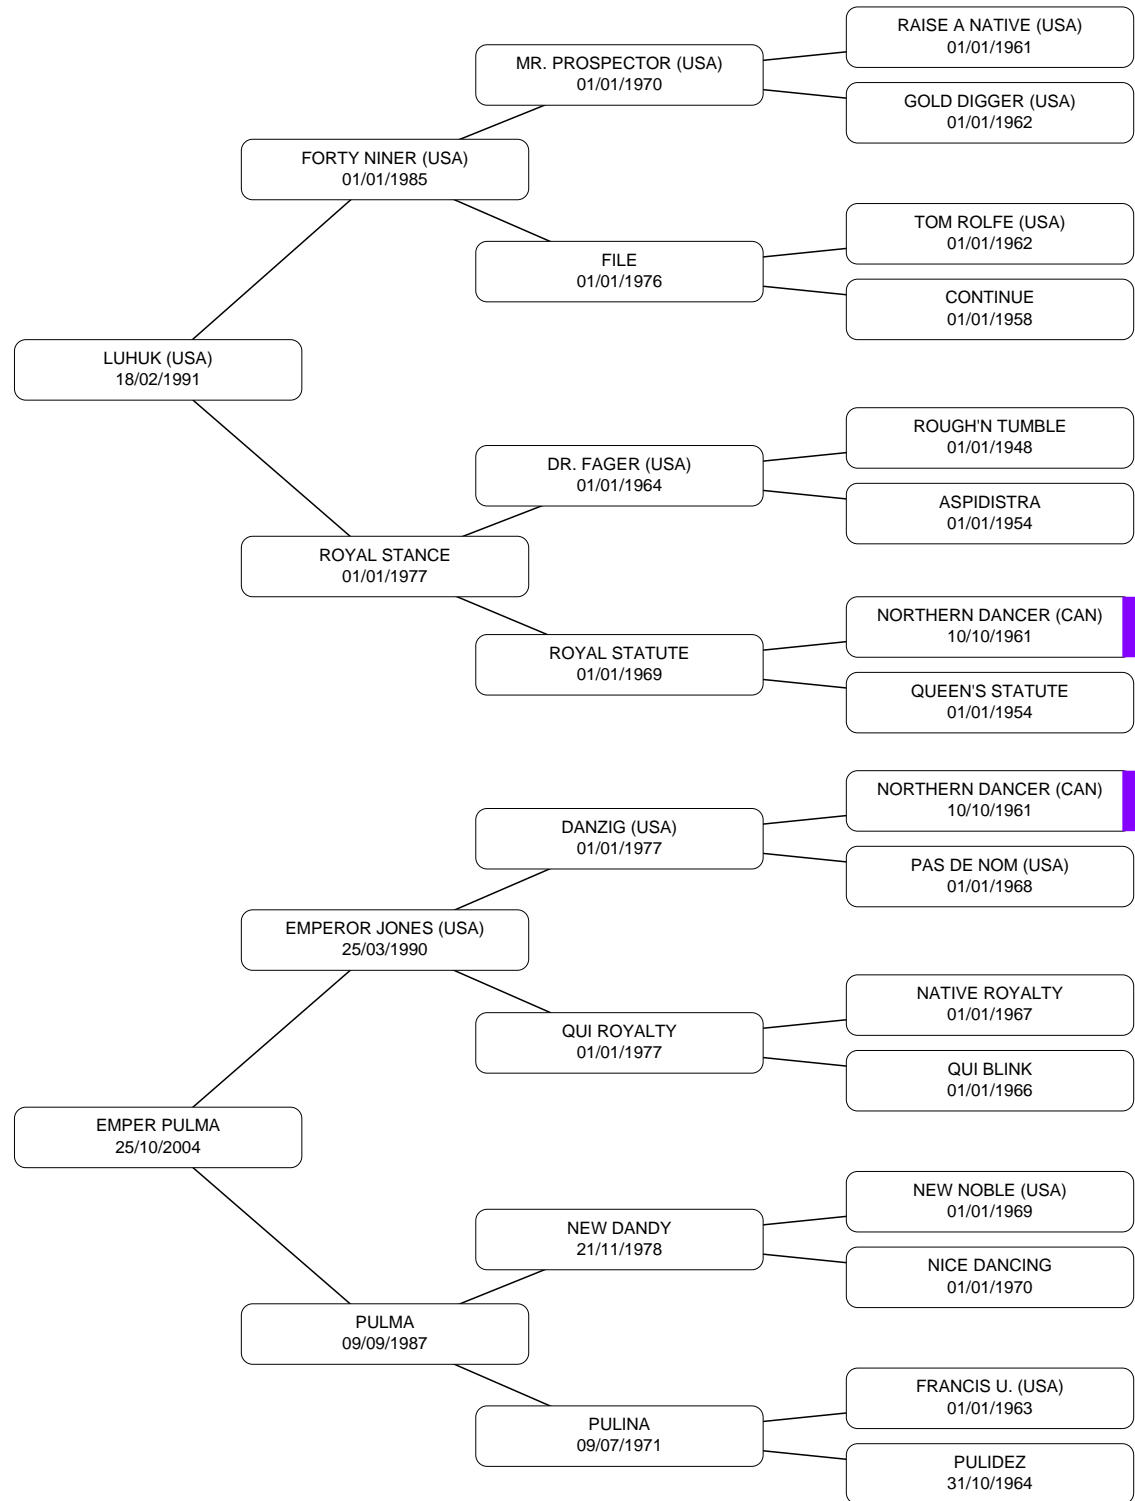 RAISE A NATIVE (USA)
01/01/1961
MR. PROSPECTOR (USA)
01/01/1970
GOLD DIGGER (USA)
01/01/1962
FORTY NINER (USA)
01/01/1985
TOM ROLFE (USA)
01/01/1962
FILE
01/01/1976
CONTINUE
01/01/1958
LUHUK (USA)
18/02/1991
ROUGH'N TUMBLE
01/01/1948
DR. FAGER (USA)
01/01/1964
ASPIDISTRA
01/01/1954
ROYAL STANCE
01/01/1977
NORTHERN DANCER (CAN)
10/10/1961
ROYAL STATUTE
01/01/1969
QUEEN'S STATUTE
01/01/1954
NORTHERN DANCER (CAN)
10/10/1961
DANZIG (USA)
01/01/1977
PAS DE NOM (USA)
01/01/1968
EMPEROR JONES (USA)
25/03/1990
NATIVE ROYALTY
01/01/1967
QUI ROYALTY
01/01/1977
QUI BLINK
01/01/1966
EMPER PULMA
25/10/2004
NEW NOBLE (USA)
01/01/1969
NEW DANDY
21/11/1978
NICE DANCING
01/01/1970
PULMA
09/09/1987
FRANCIS U. (USA)
01/01/1963
PULINA
09/07/1971
PULIDEZ
31/10/1964